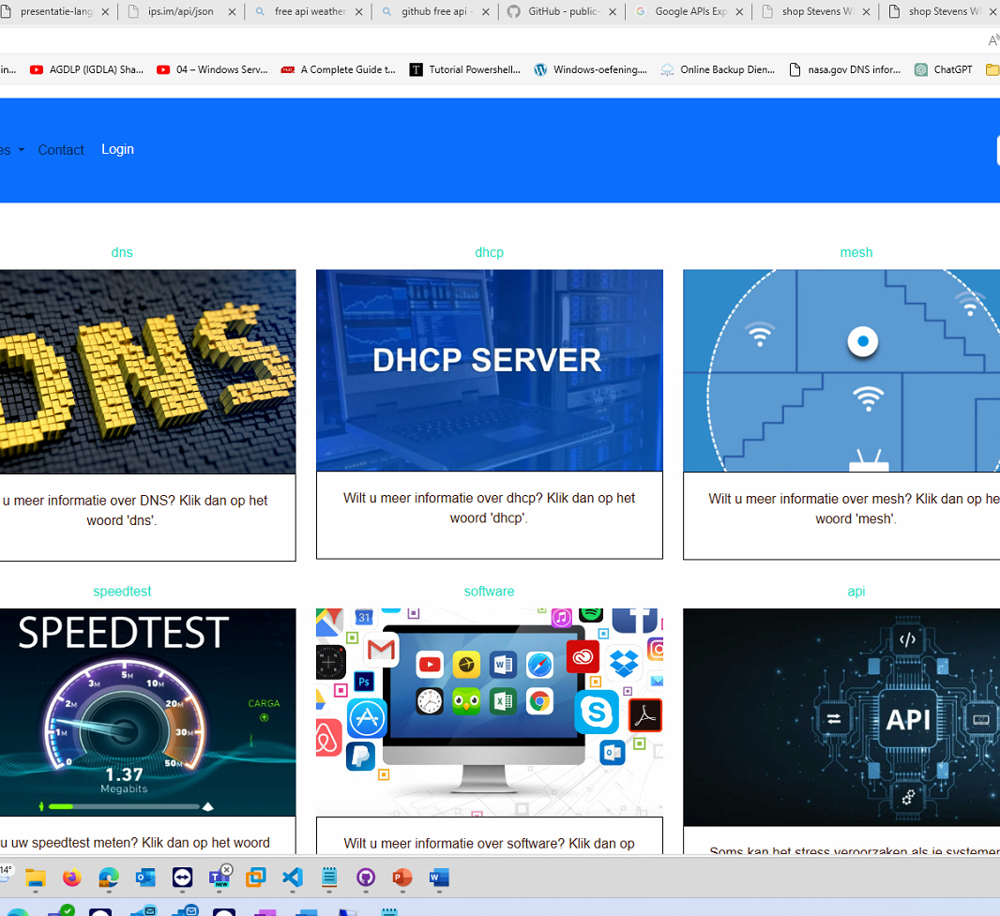 presentatie-lang
ips.im/api/json
free api weather
github free api -
GitHub - public-
Google APIs Exp
shop Stevens W
shop Stevens W
in...
AGDLP (IGDLA) Sha...
04 – Windows Serv...
A Complete Guide t...
Tutorial Powershell...
Windows-oefening....
Online Backup Dien...
nasa.gov DNS infor...
ChatGPT
es
Contact
Login
dns
dhcp
mesh
DNS
DHCP SERVER
u meer informatie over DNS? Klik dan op het
woord 'dns'.
Wilt u meer informatie over dhcp? Klik dan op het
woord 'dhcp'.
Wilt u meer informatie over mesh? Klik dan op he
woord 'mesh'.
speedtest
software
api
SPEEDTEST
5M
3M
10M
2M
20M
1M
30M
0
50M
CARGA
1.37
Megabits
31
Ps
API
u uw speedtest meten? Klik dan op het woord
Wilt u meer informatie over software? Klik dan op
Soms kan het stress veroorzaken als je systemen
14°
NEW